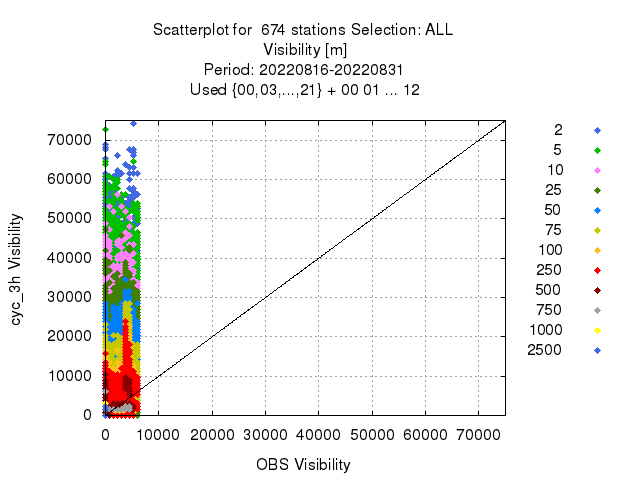 Scatterplot for 674 stations Selection: ALL
Visibility [m]
Period: 20220816-20220831
Used {00,03,...,21} + 00 01 ... 12
70000
60000
50000
40000
30000
20000
10000
0
cyc_3h Visibility
0 10000 20000 30000 40000 50000 60000 70000
OBS Visibility
2
5
10
25
50
75
100
250
500
750
1000
2500